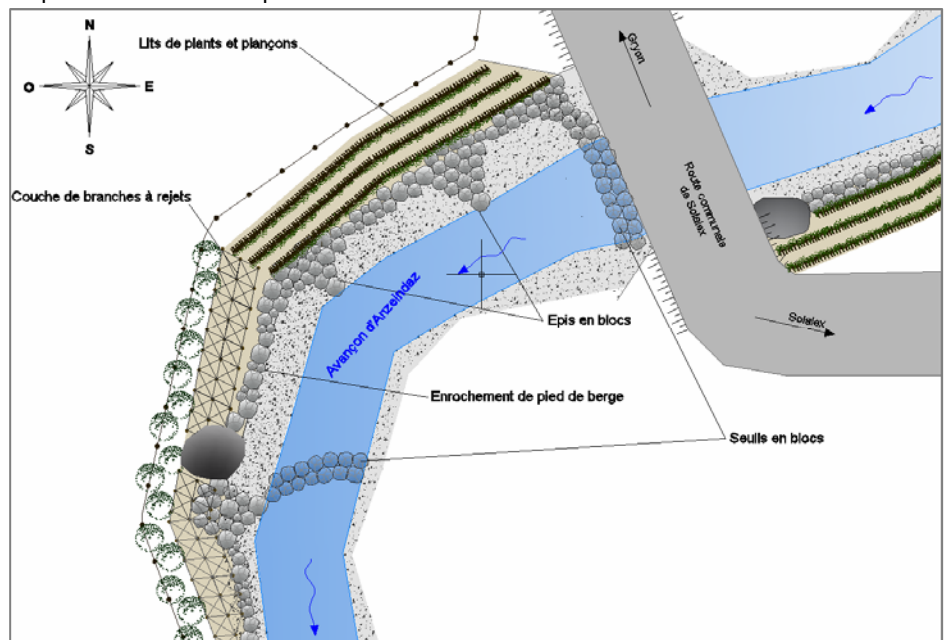 N
O
E
S
Lits de plants et plançons
Gryon
Couche de branches à rejets
Route communale
de Solalex
Avançon d'Anzeindaz
Epis en blocs
Solalex
Enrochement de pied de berge
Seuils en blocs